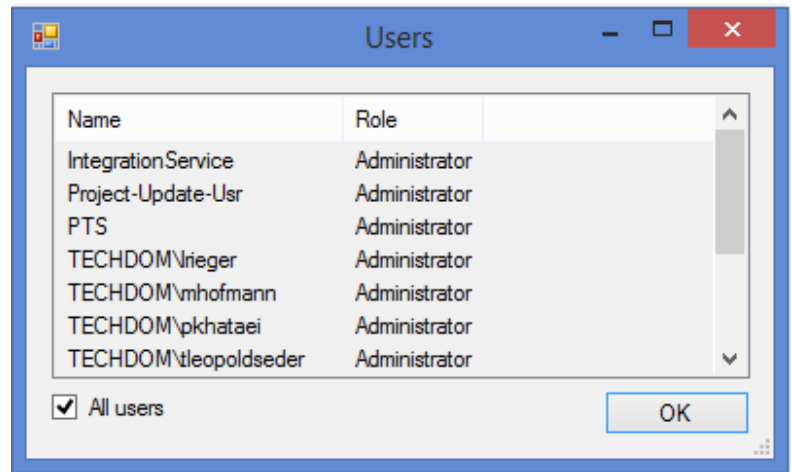 Users
Name Role
IntegrationService Administrator
Project-Update-Usr Administrator
PTS Administrator
TECHDOM\lrieger Administrator
TECHDOM\mhofmann Administrator
TECHDOM\pkhataei Administrator
TECHDOM\tleopoldseder Administrator
All users OK